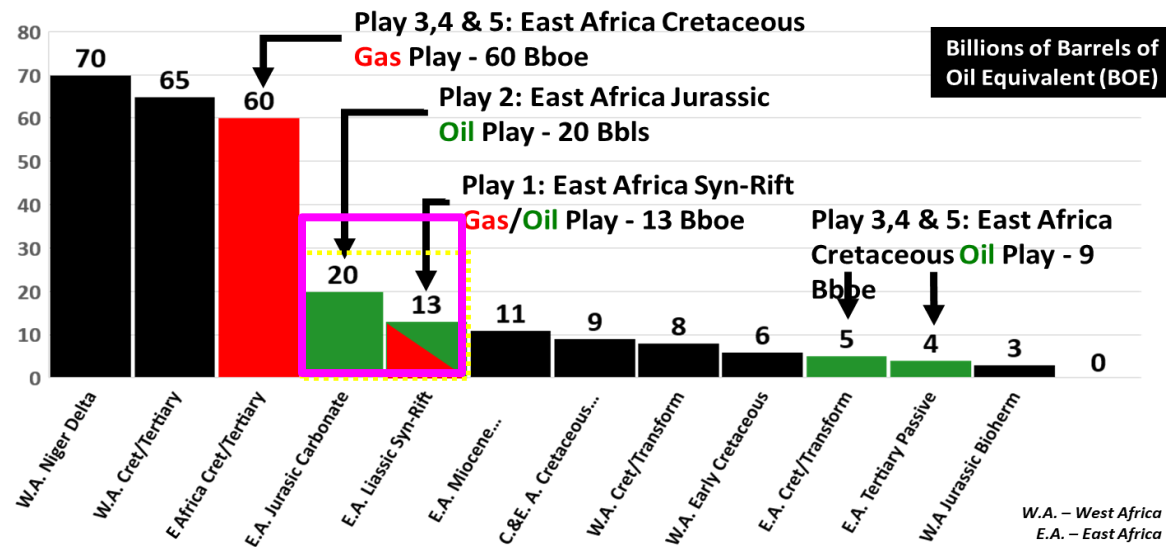 Play 3,4 & 5: East Africa Cretaceous
Gas Play - 60 Bboe
Billions of Barrels of
Oil Equivalent (BOE)
Play 2: East Africa Jurassic
Oil Play - 20 Bbls
Play 1: East Africa Syn-Rift
Gas/Oil Play - 13 Bboe
Play 3,4 & 5: East Africa
Cretaceous Oil Play - 9
Bboe
80
70
60
50
40
30
20
10
0
70
65
60
20
13
11
9
8
6
5
4
3
0
W.A. Niger Delta
W.A. Cret/Tertiary
E Africa Cret/Tertiary
E.A. Jurasic Carbonate
E.A. Liassic Syn-Rift
E.A. Miocene...
C.&E. A. Cretaceous...
W.A. Cret/Transform
W.A. Early Cretaceous
E.A. Cret/Transform
E.A. Tertiary Passive
W.A Jurassic Bioherm
W.A. – West Africa
E.A. – East Africa